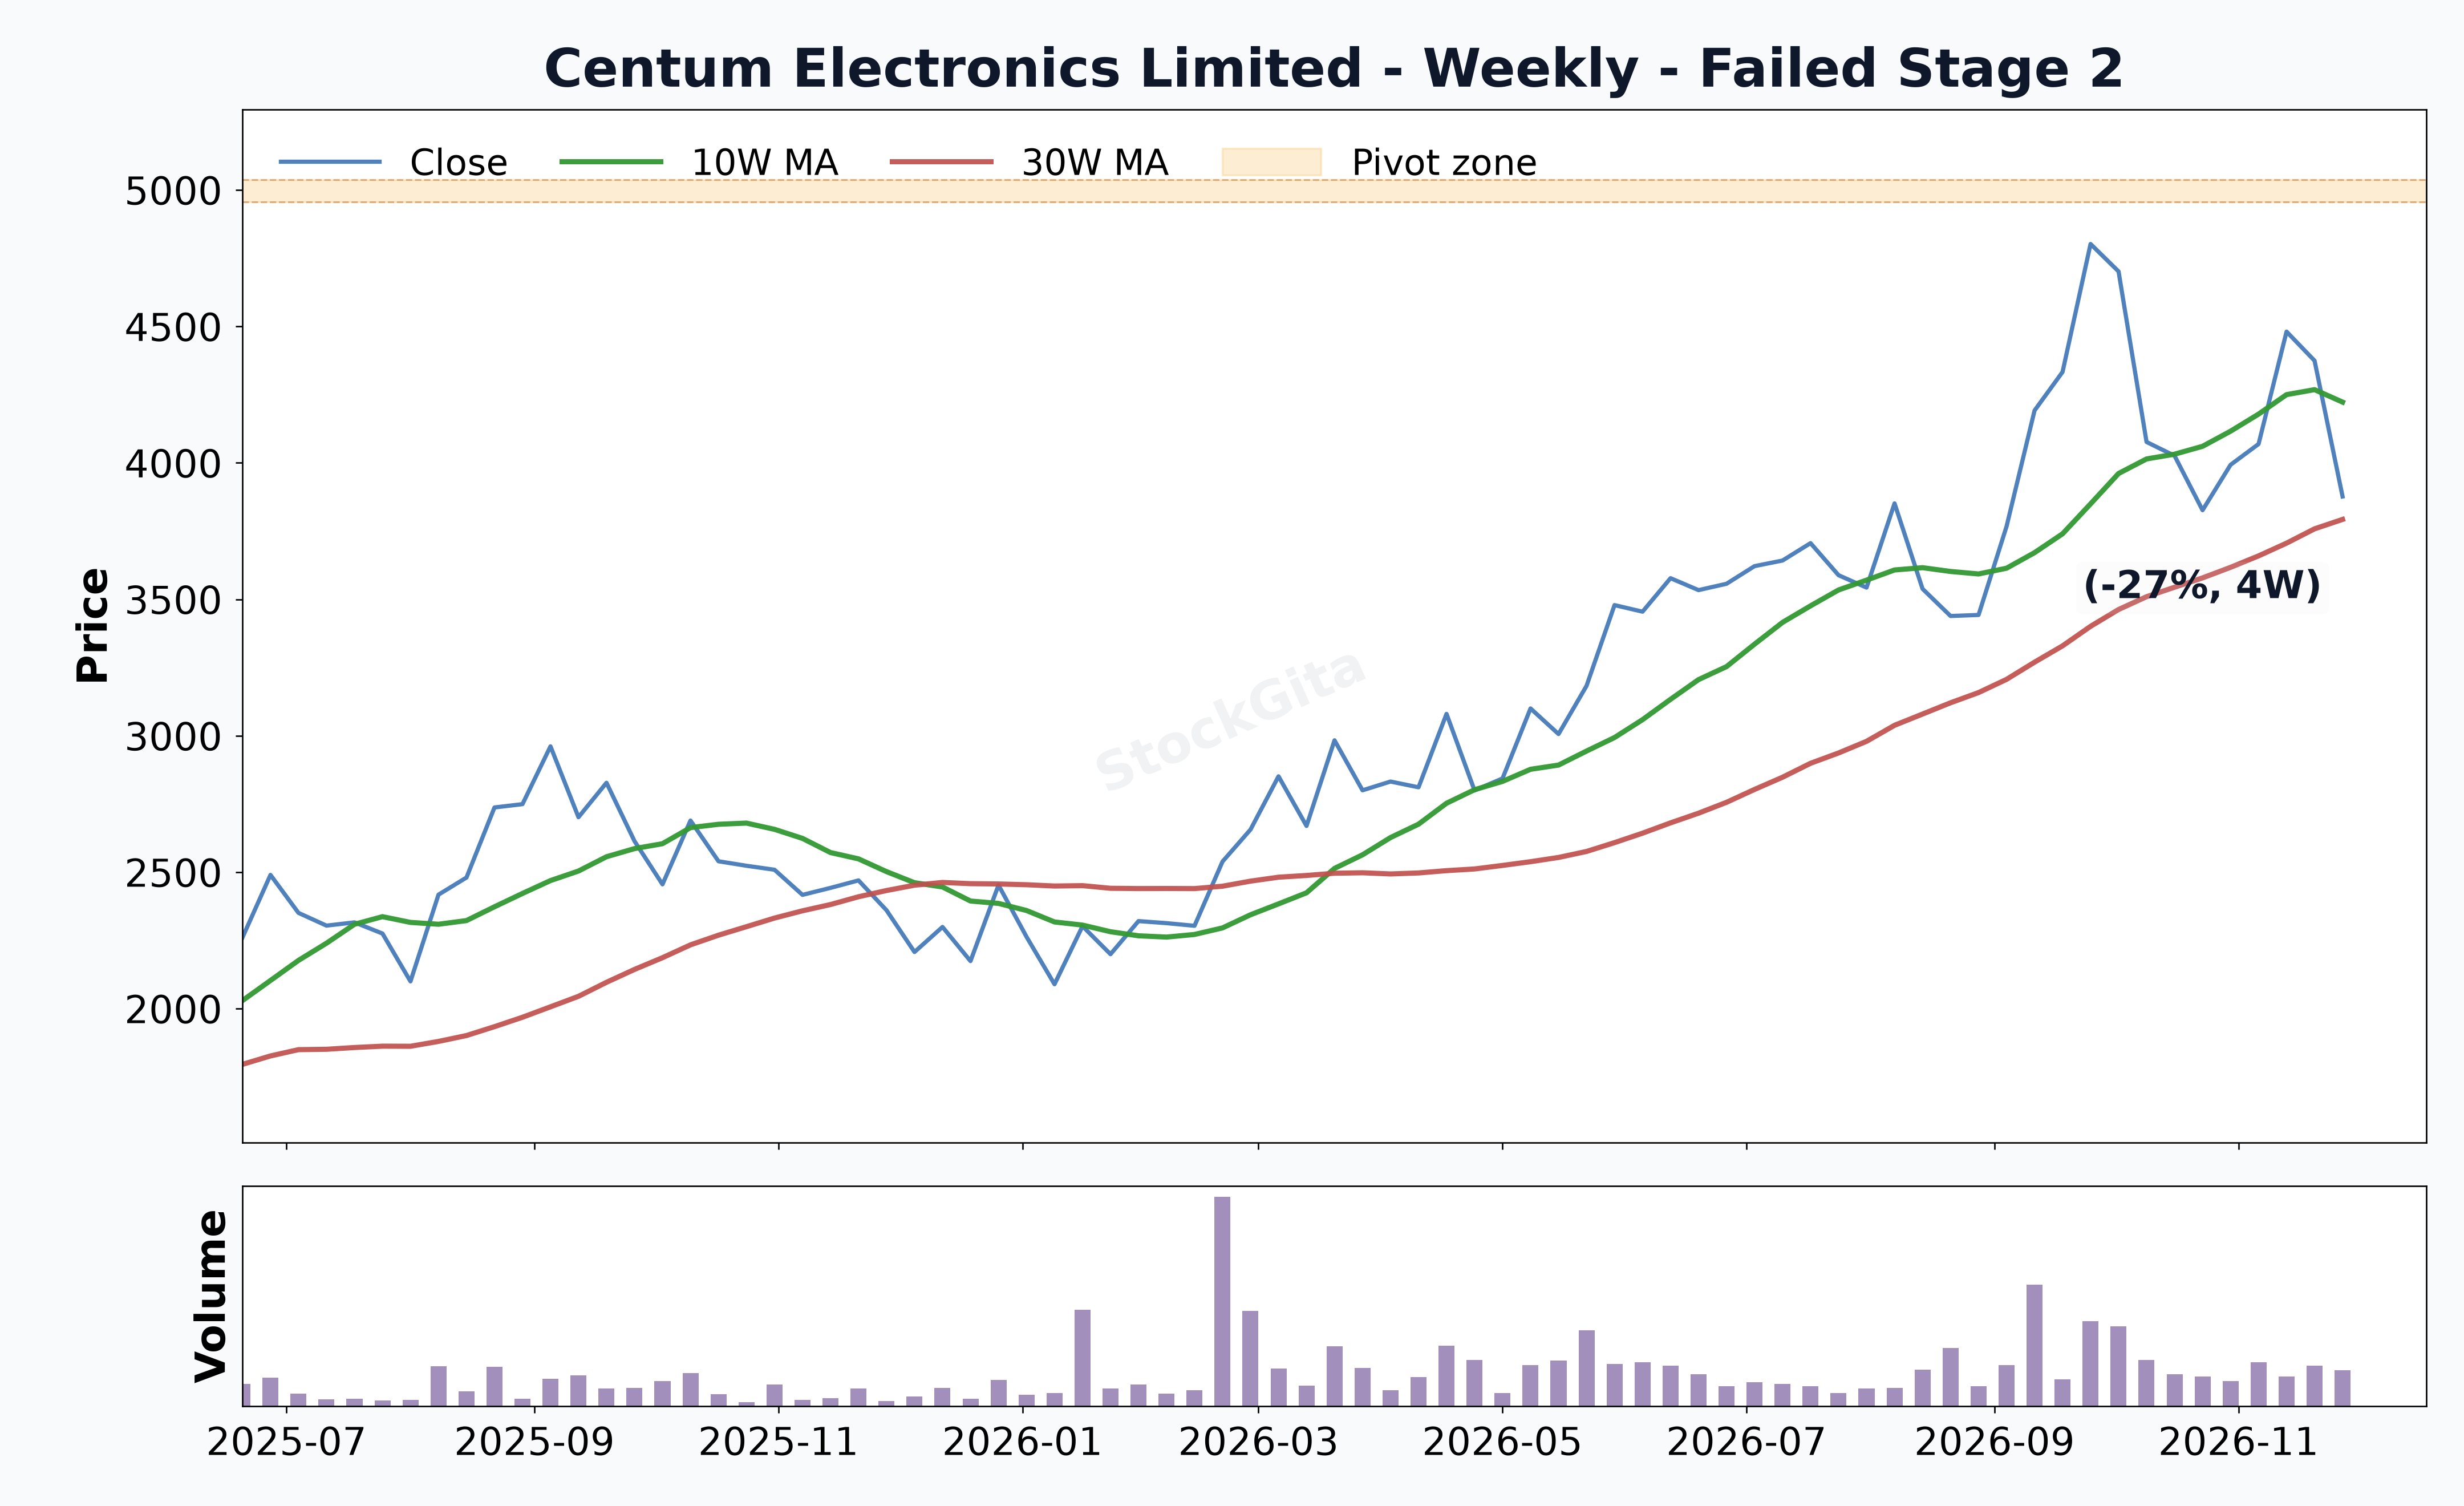 Centum Electronics Limited - Weekly - Failed Stage 2
Close 10W MA 30W MA Pivot zone
Price
5000
4500
4000
3500
3000
2500
2000
(-27%, 4W)
StockGita
Volume
2025-07 2025-09 2025-11 2026-01 2026-03 2026-05 2026-07 2026-09 2026-11